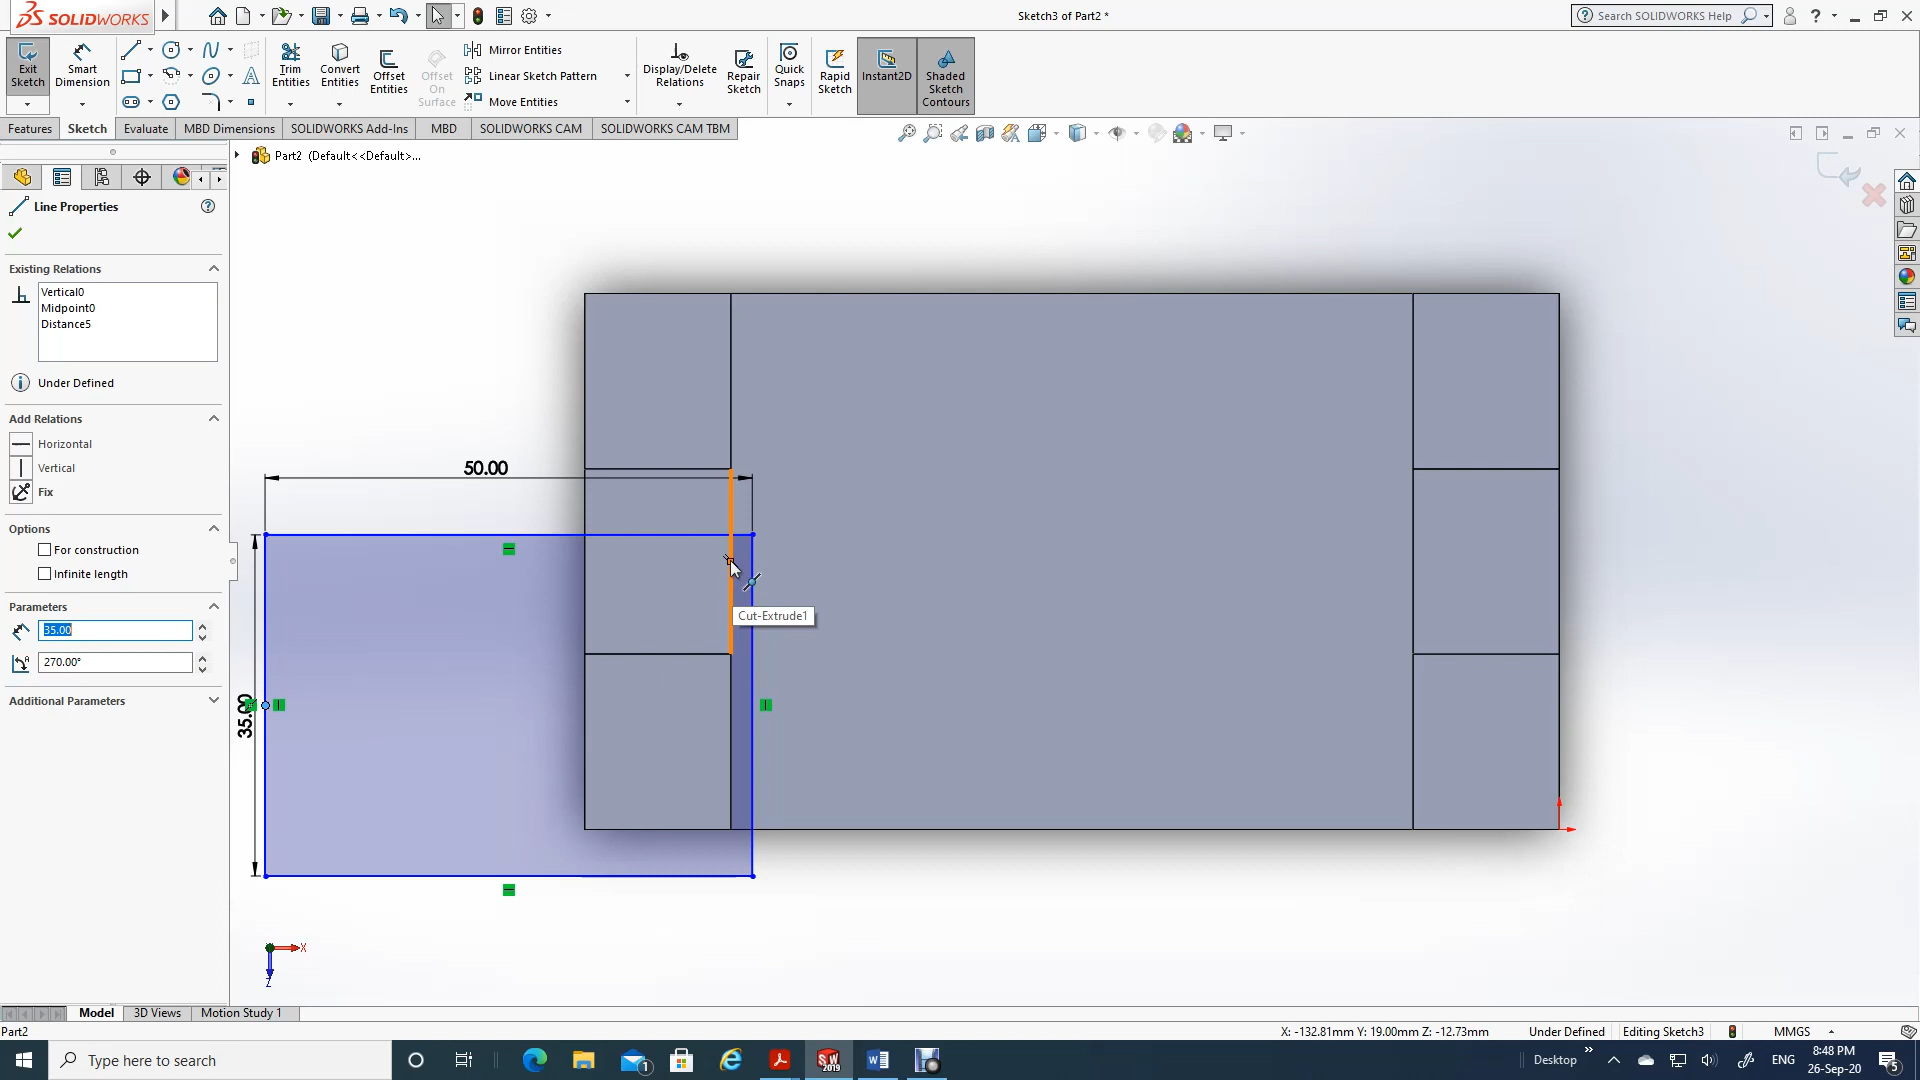 SOLIDWORKS
Sketch3 of Part2 *
Search SOLIDWORKS Help
Exit Sketch
Smart Dimension
Trim Entities
Convert Entities
Offset Entities
Offset On Surface
Mirror Entities
Linear Sketch Pattern
Move Entities
Display/Delete Relations
Repair Sketch
Quick Snaps
Rapid Sketch
Instant2D
Shaded Sketch Contours
Features
Sketch
Evaluate
MBD Dimensions
SOLIDWORKS Add-Ins
MBD
SOLIDWORKS CAM
SOLIDWORKS CAM TBM
Part2 (Default<<Default>...
Line Properties
Existing Relations
Vertical0
Midpoint0
Distance5
Under Defined
Add Relations
Horizontal
Vertical
Fix
Options
For construction
Infinite length
Parameters
35.00
270.00°
Additional Parameters
50.00
35.00
Cut-Extrude1
X
Z
Model
3D Views
Motion Study 1
Part2
X: -132.81mm Y: 19.00mm Z: -12.73mm
Under Defined
Editing Sketch3
MMGS
Type here to search
1
SW
2019
Desktop
ENG
8:48 PM
26-Sep-20
5